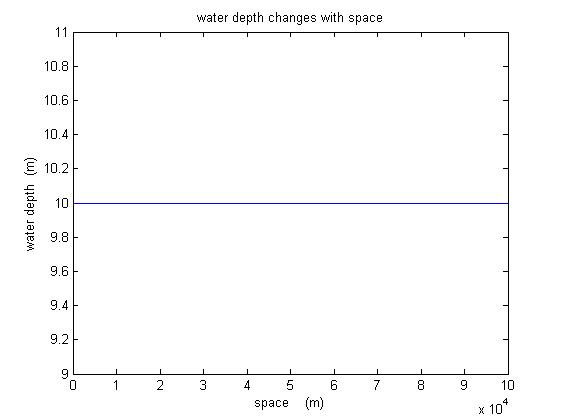 water depth changes with space
11
10.8
10.6
10.4
10.2
10
9.8
9.6
9.4
9.2
9
water depth (m)
0 1 2 3 4 5 6 7 8 9 10
space (m)
x 10^4